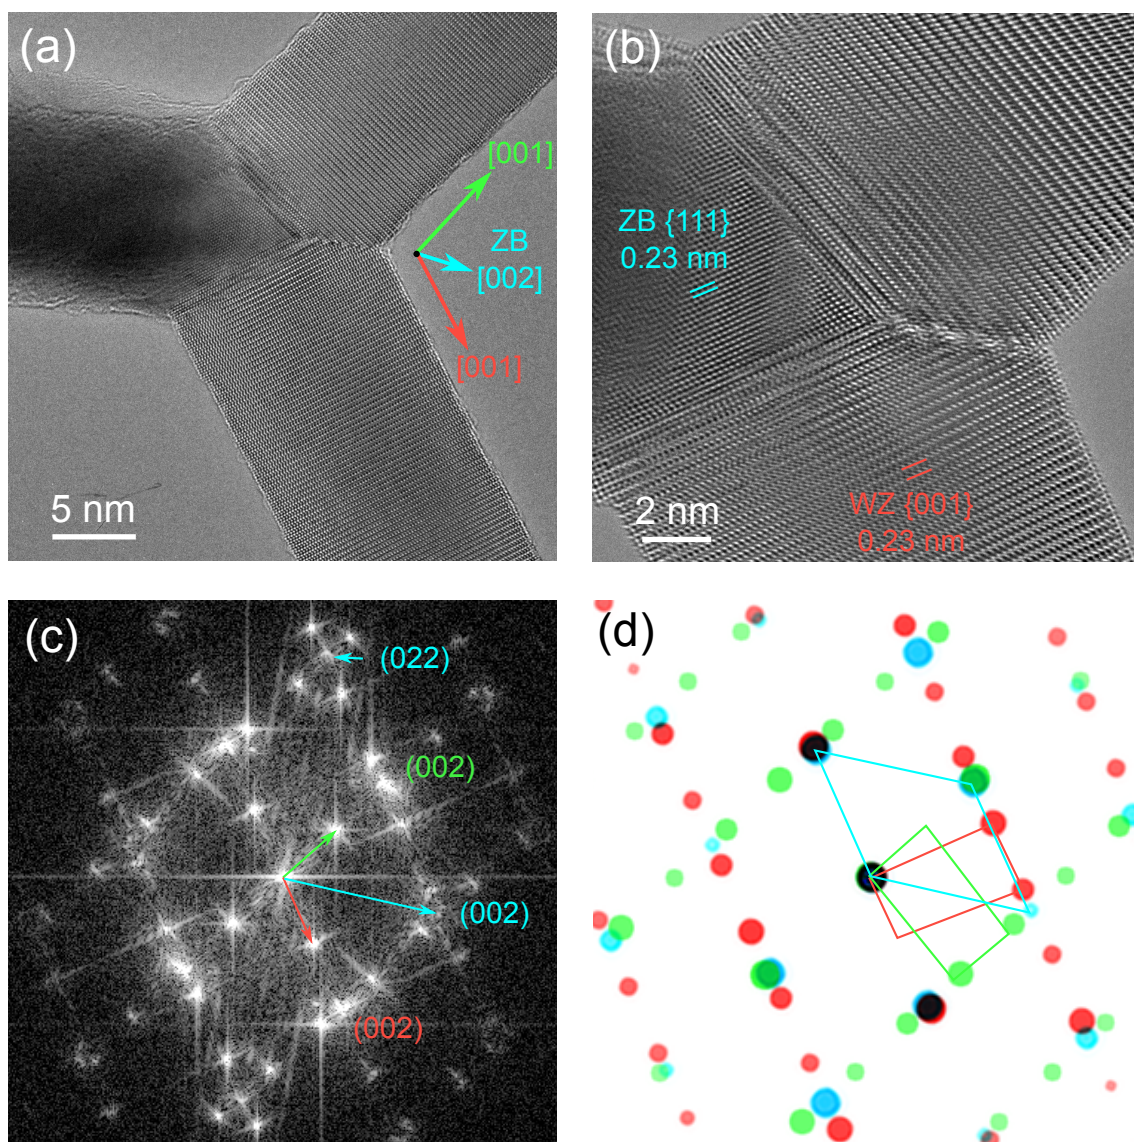 (a)
[001]
ZB
[002]
[001]
5 nm
(b)
ZB {111}
0.23 nm
WZ {001}
0.23 nm
2 nm
(c)
(022)
(002)
(002)
(002)
(d)